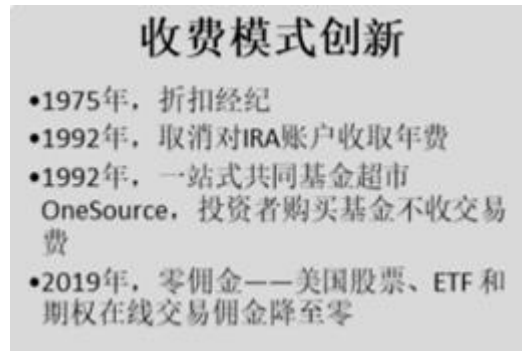 收费模式创新
•1975年，折扣经纪
•1992年，取消对IRA账户收取年费
•1992年，一站式共同基金超市
OneSource，投资者购买基金不收交易
费
•2019年，零佣金——美国股票、ETF 和
期权在线交易佣金降至零